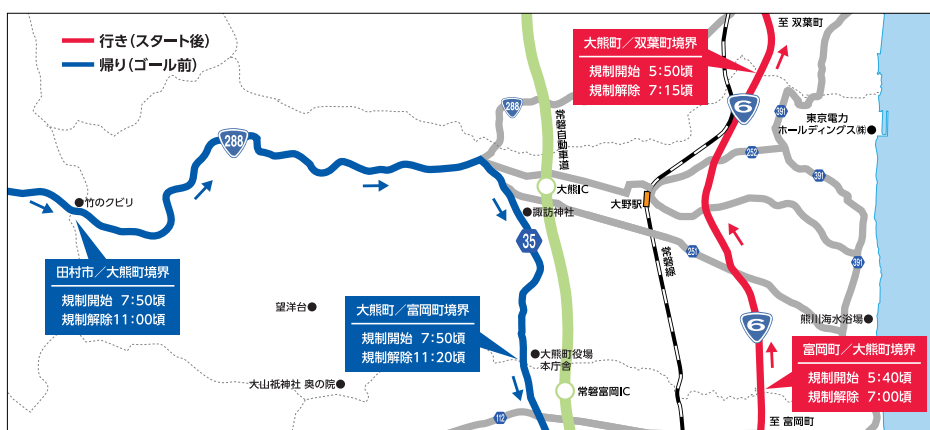 行き(スタート後)
帰り(ゴール前)
至 双葉町
大熊町/双葉町境界
規制開始 5:50頃
規制解除 7:15頃
6
391
東京電力
ホールディングス㈱
288
常磐自動車道
252
391
288
大熊IC
大野駅
竹のクビリ
諏訪神社
35
251
常磐線
391
田村市/大熊町境界
規制開始 7:50頃
規制解除11:00頃
望洋台
大熊町/富岡町境界
規制開始 7:50頃
規制解除11:20頃
熊川海水浴場
6
大熊町役場
本庁舎
富岡町/大熊町境界
規制開始 5:40頃
規制解除 7:00頃
大山祇神社 奥の院
常磐富岡IC
112
至 富岡町